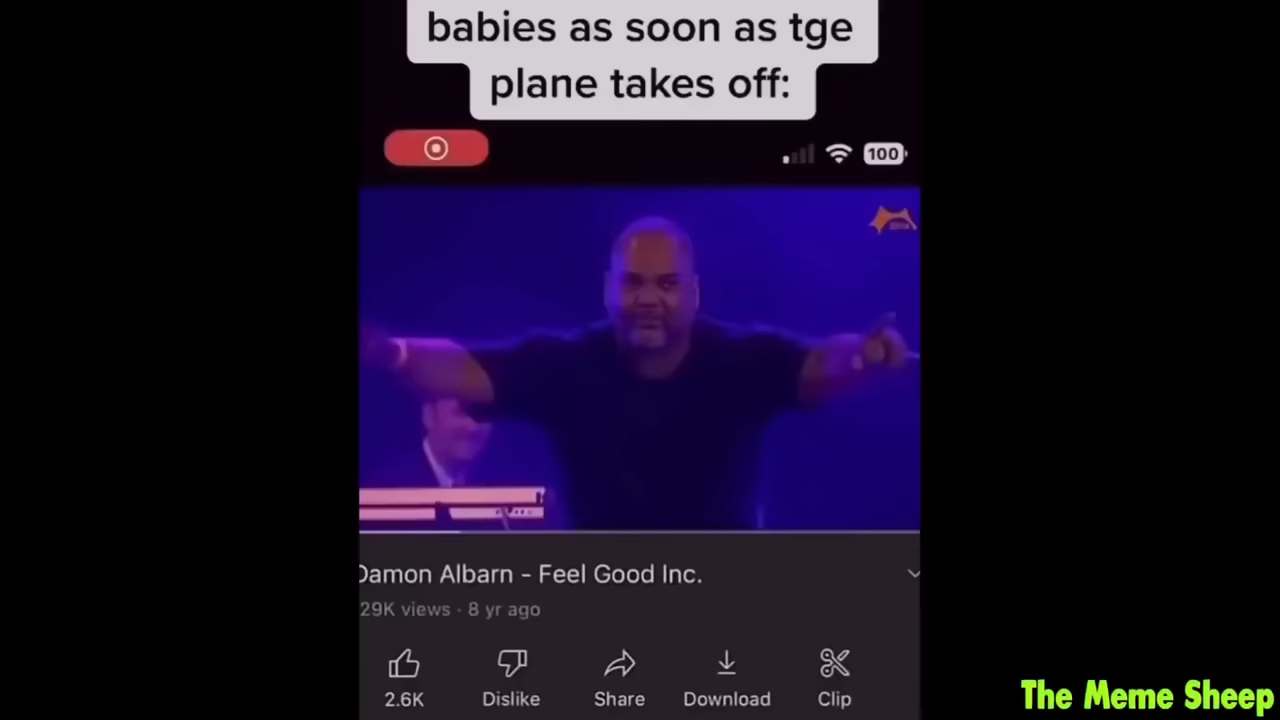 babies as soon as tge
plane takes off:
100
Damon Albarn - Feel Good Inc.
29K views · 8 yr ago
2.6K
Dislike
Share
Download
Clip
The Meme Sheep